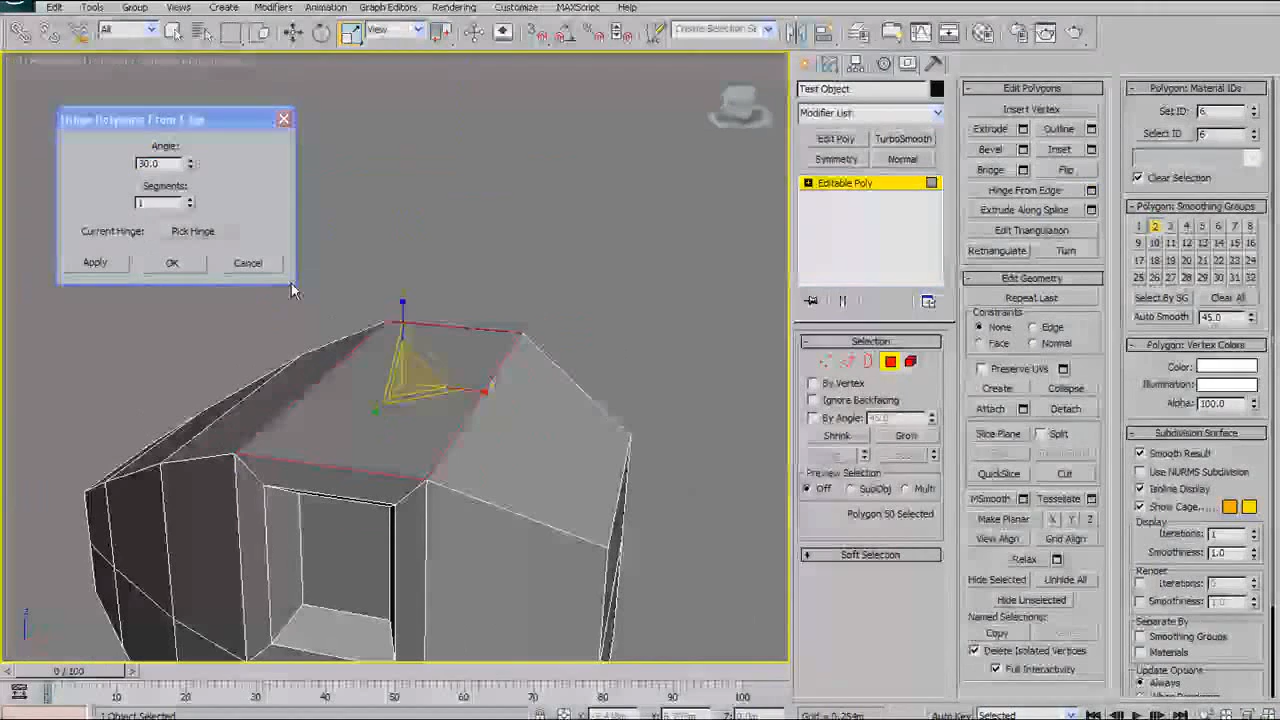 Edit Tools Group Views Create Modifiers Animation Graph Editors Rendering Customize MAXScript Help
All
View
Angle:
30.0
Segments:
1
Current Hinge: Pick Hinge
Apply OK Cancel
Test Object
Modifier List
Edit Poly TurboSmooth
Symmetry Normal
Editable Poly
Selection
By Vertex
Ignore Backfacing
By Angle: 45.0
Shrink Grow
Preview Selection
Off SubObj Multi
Polygon 50 Selected
Soft Selection
Edit Polygons
Insert Vertex
Extrude Outline
Bevel Inset
Bridge Flip
Hinge From Edge
Extrude Along Spline
Edit Triangulation
Retriangulate Turn
Edit Geometry
Repeat Last
Constraints
None Edge
Face Normal
Preserve UVs
Create Collapse
Attach Detach
Slice Plane Split
QuickSlice Cut
MSmooth Tessellate
Make Planar X Y Z
View Align Grid Align
Relax
Hide Selected Unhide All
Hide Unselected
Named Selections:
Copy
Delete Isolated Vertices
Full Interactivity
Polygon: Material IDs
Set ID: 6
Select ID 6
Clear Selection
Polygon: Smoothing Groups
1 2 3 4 5 6 7 8
9 10 11 12 13 14 15 16
17 18 19 20 21 22 23 24
25 26 27 28 29 30 31 32
Select By SG Clear All
Auto Smooth 45.0
Polygon: Vertex Colors
Color:
Illumination:
Alpha: 100.0
Subdivision Surface
Smooth Result
Use NURMS Subdivision
Isoline Display
Show Cage......
Display
Iterations: 1
Smoothness: 1.0
Render
Iterations:
Smoothness: 1.0
Separate By
Smoothing Groups
Materials
Update Options
Always
0 / 100
10 20 30 40 50 60 70 80 90 100
1 Object Selected
Grid = 0.254m
Auto Key Selected